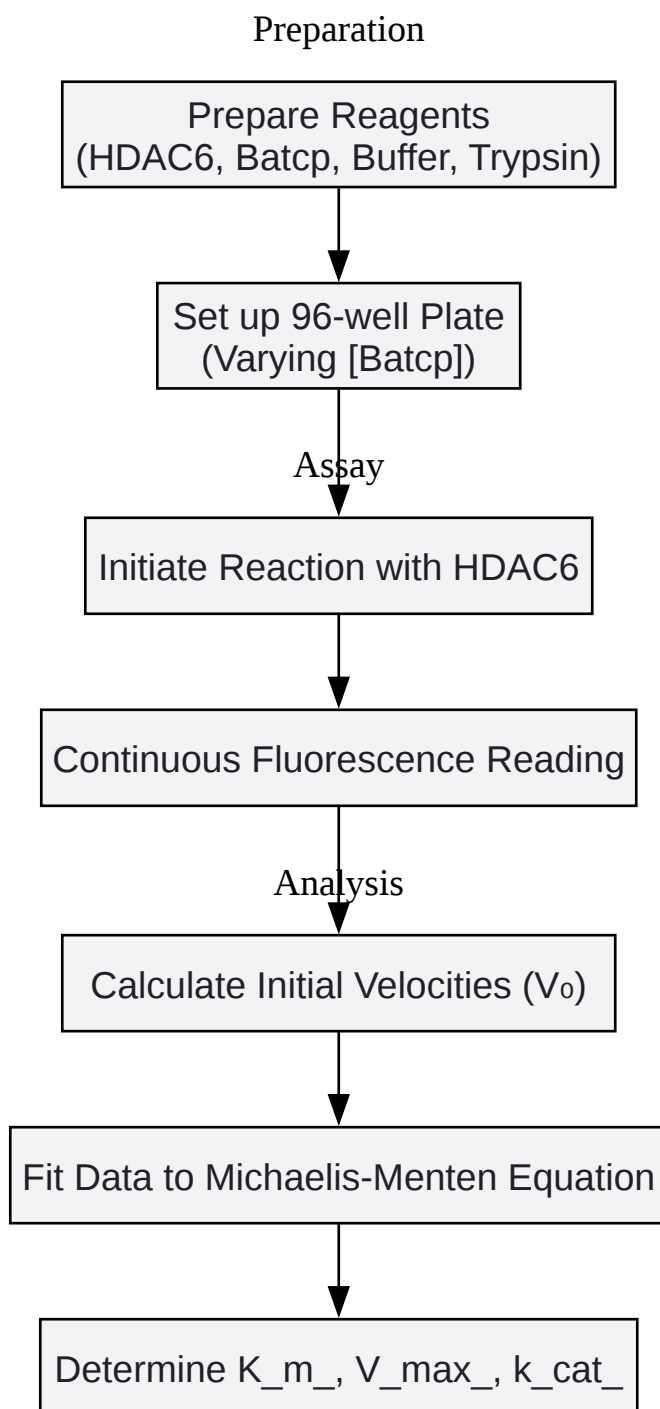 Preparation
Prepare Reagents
(HDAC6, Batcp, Buffer, Trypsin)
Set up 96-well Plate
(Varying [Batcp])
Assay
Initiate Reaction with HDAC6
Continuous Fluorescence Reading
Analysis
Calculate Initial Velocities (V₀)
Fit Data to Michaelis-Menten Equation
Determine K_m_, V_max_, k_cat_